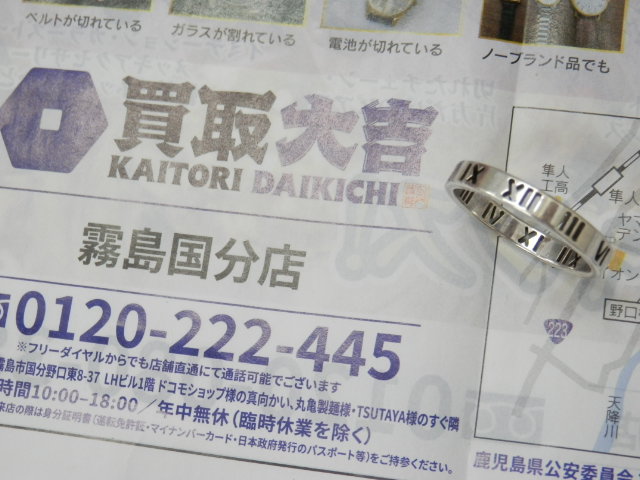 ベルトが切れている
ガラスが割れている
電池が切れている
ノーブランド品でも
買取大吉
KAITORI DAIKICHI
霧島国分店
0120-222-445
※フリーダイヤルからでも店舗直通にて通話可能でございます
霧島市国分野口東8-37 LHビル1階 ドコモショップ様の真向かい、丸亀製麺様・TSUTAYA様のすぐ隣
時間10:00-18:00／年中無休(臨時休業を除く)
来店の際は身分証明書(運転免許証・マイナンバーカード・日本政府発行のパスポート等)をご持参ください。
IX XII III VI
IV XI
隼人
工高
隼人
野口
223
天降川
鹿児島県公安委員会